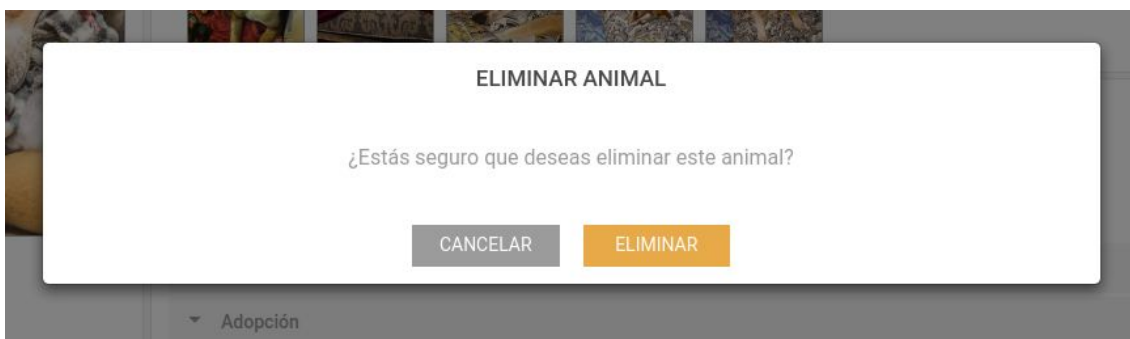 ELIMINAR ANIMAL
¿Estás seguro que deseas eliminar este animal?
CANCELAR
ELIMINAR
Adopción